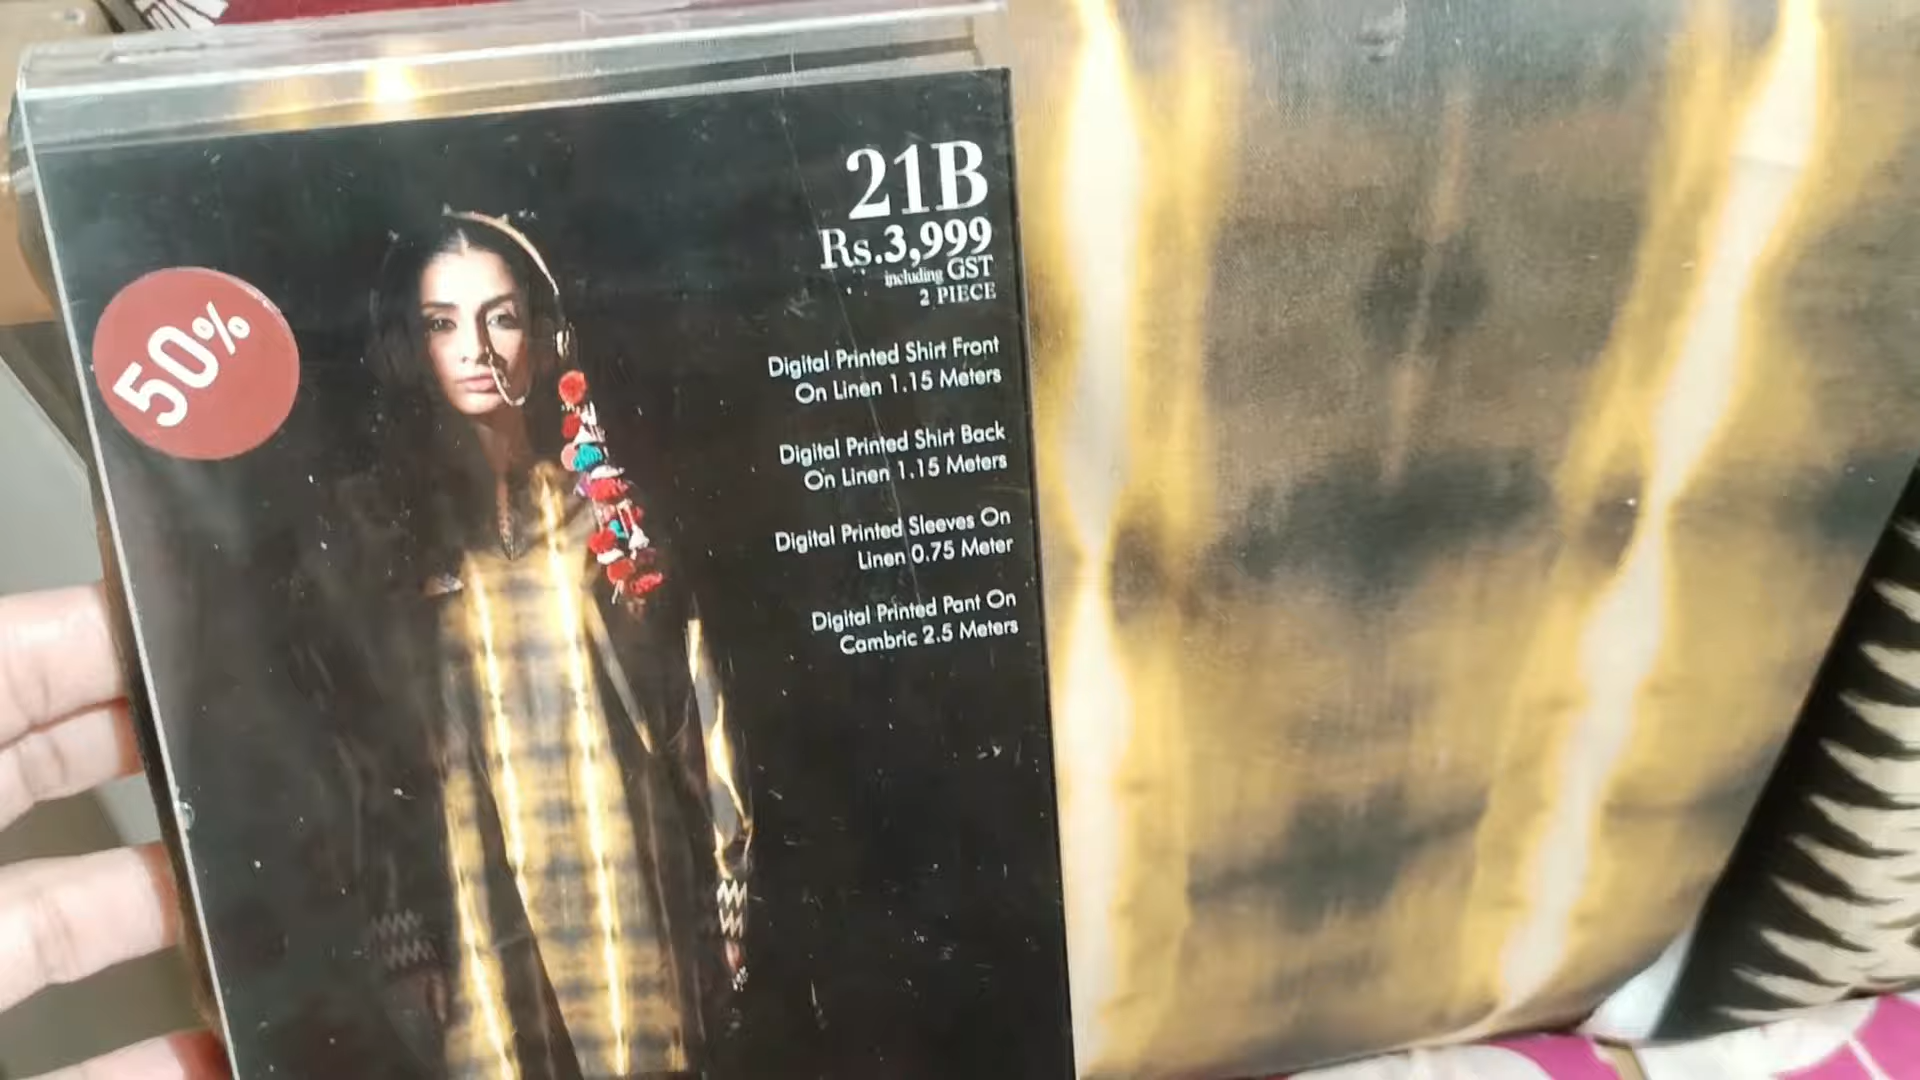 21B
Rs.3,999
including GST
2 PIECE
50%
Digital Printed Shirt Front
On Linen 1.15 Meters
Digital Printed Shirt Back
On Linen 1.15 Meters
Digital Printed Sleeves On
Linen 0.75 Meter
Digital Printed Pant On
Cambric 2.5 Meters